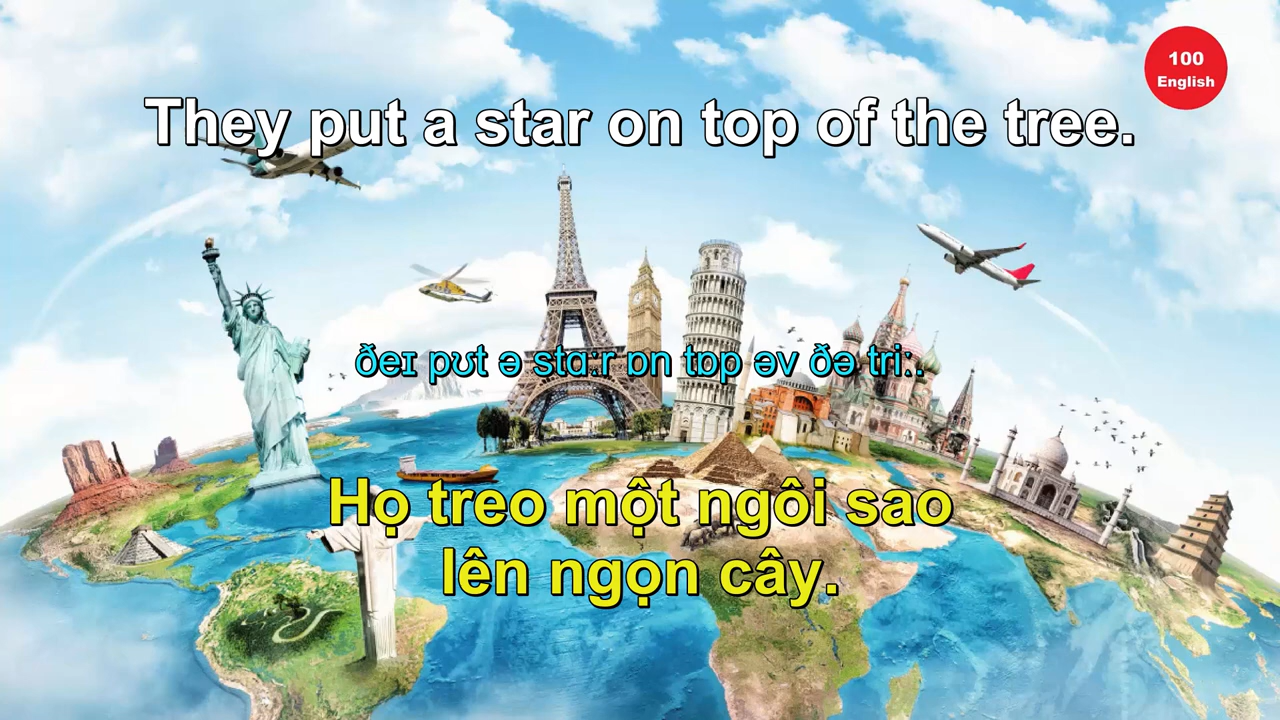 100
English
They put a star on top of the tree.
ðeɪ pʊt ə stɑːr ɒn tɒp əv ðə triː.
Họ treo một ngôi sao
lên ngọn cây.